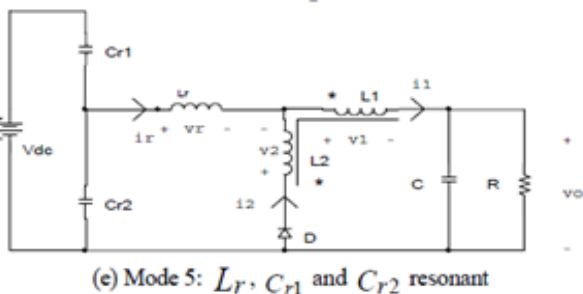 Cr1
L1
i1
ir
+ vr -
-
v2
+
+ v1 -
L2
Vdc
Cr2
i2
D
C
R
+
vo
-
(e) Mode 5: Lr, Cr1 and Cr2 resonant